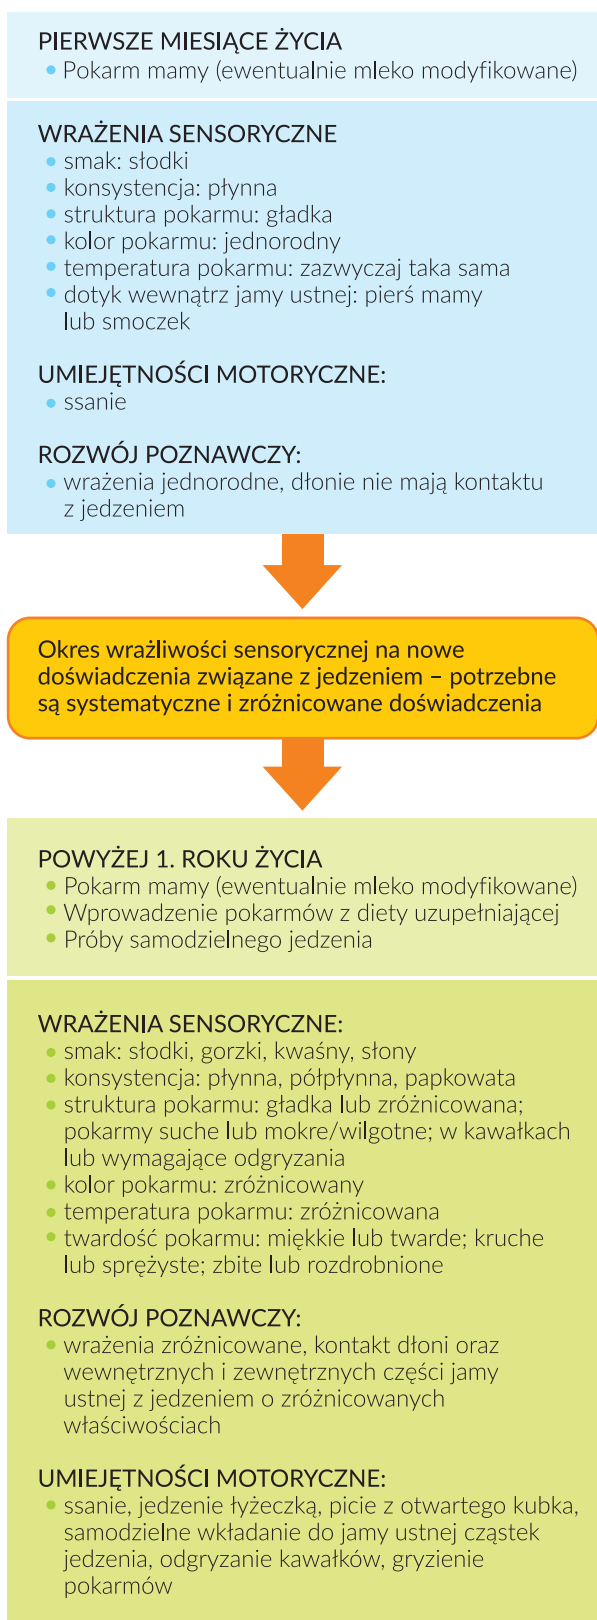 PIERWSZE MIESIĄCE ŻYCIA
• Pokarm mamy (ewentualnie mleko modyfikowane)
WRAŻENIA SENSORYCZNE
• smak: słodki
• konsystencja: płynna
• struktura pokarmu: gładka
• kolor pokarmu: jednorodny
• temperatura pokarmu: zazwyczaj taka sama
• dotyk wewnątrz jamy ustnej: pierś mamy
lub smoczek
UMIEJĘTNOŚCI MOTORYCZNE:
• ssanie
ROZWÓJ POZNAWCZY:
• wrażenia jednorodne, dłonie nie mają kontaktu
z jedzeniem
Okres wrażliwości sensorycznej na nowe
doświadczenia związane z jedzeniem – potrzebne
są systematyczne i zróżnicowane doświadczenia
POWYŻEJ 1. ROKU ŻYCIA
• Pokarm mamy (ewentualnie mleko modyfikowane)
• Wprowadzenie pokarmów z diety uzupełniającej
• Próby samodzielnego jedzenia
WRAŻENIA SENSORYCZNE:
• smak: słodki, gorzki, kwaśny, słony
• konsystencja: płynna, półpłynna, papkowata
• struktura pokarmu: gładka lub zróżnicowana;
pokarmy suche lub mokre/wilgotne; w kawałkach
lub wymagające odgryzania
• kolor pokarmu: zróżnicowany
• temperatura pokarmu: zróżnicowana
• twardość pokarmu: miękkie lub twarde; kruche
lub sprężyste; zbite lub rozdrobnione
ROZWÓJ POZNAWCZY:
• wrażenia zróżnicowane, kontakt dłoni oraz
wewnętrznych i zewnętrznych części jamy
ustnej z jedzeniem o zróżnicowanych
właściwościach
UMIEJĘTNOŚCI MOTORYCZNE:
• ssanie, jedzenie łyżeczką, picie z otwartego kubka,
samodzielne wkładanie do jamy ustnej cząstek
jedzenia, odgryzanie kawałków, gryzienie
pokarmów